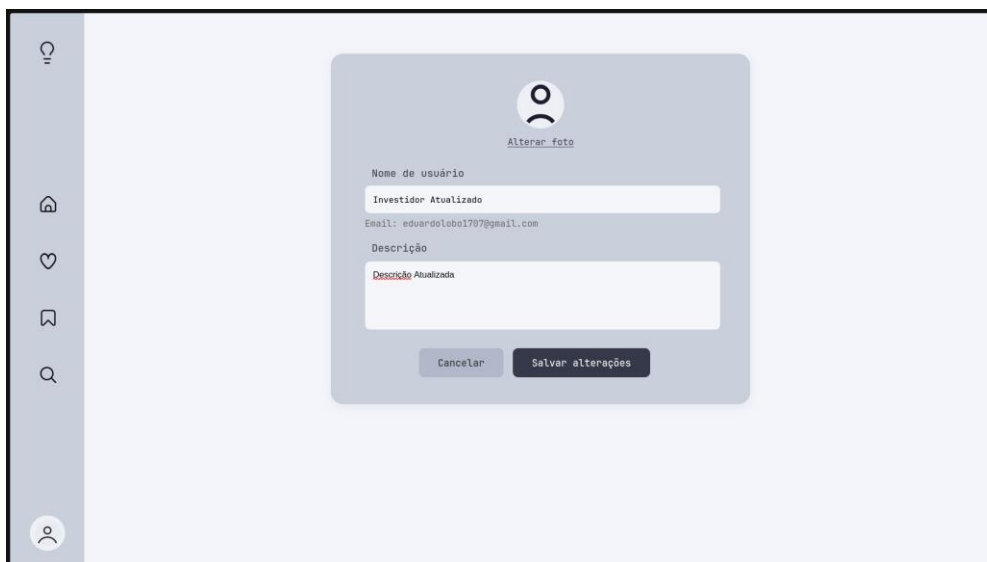 Alterar foto
Nome de usuário
Investidor Atualizado
Email: eduardolobo1707@gmail.com
Descrição
Descrição Atualizada
Cancelar
Salvar alterações